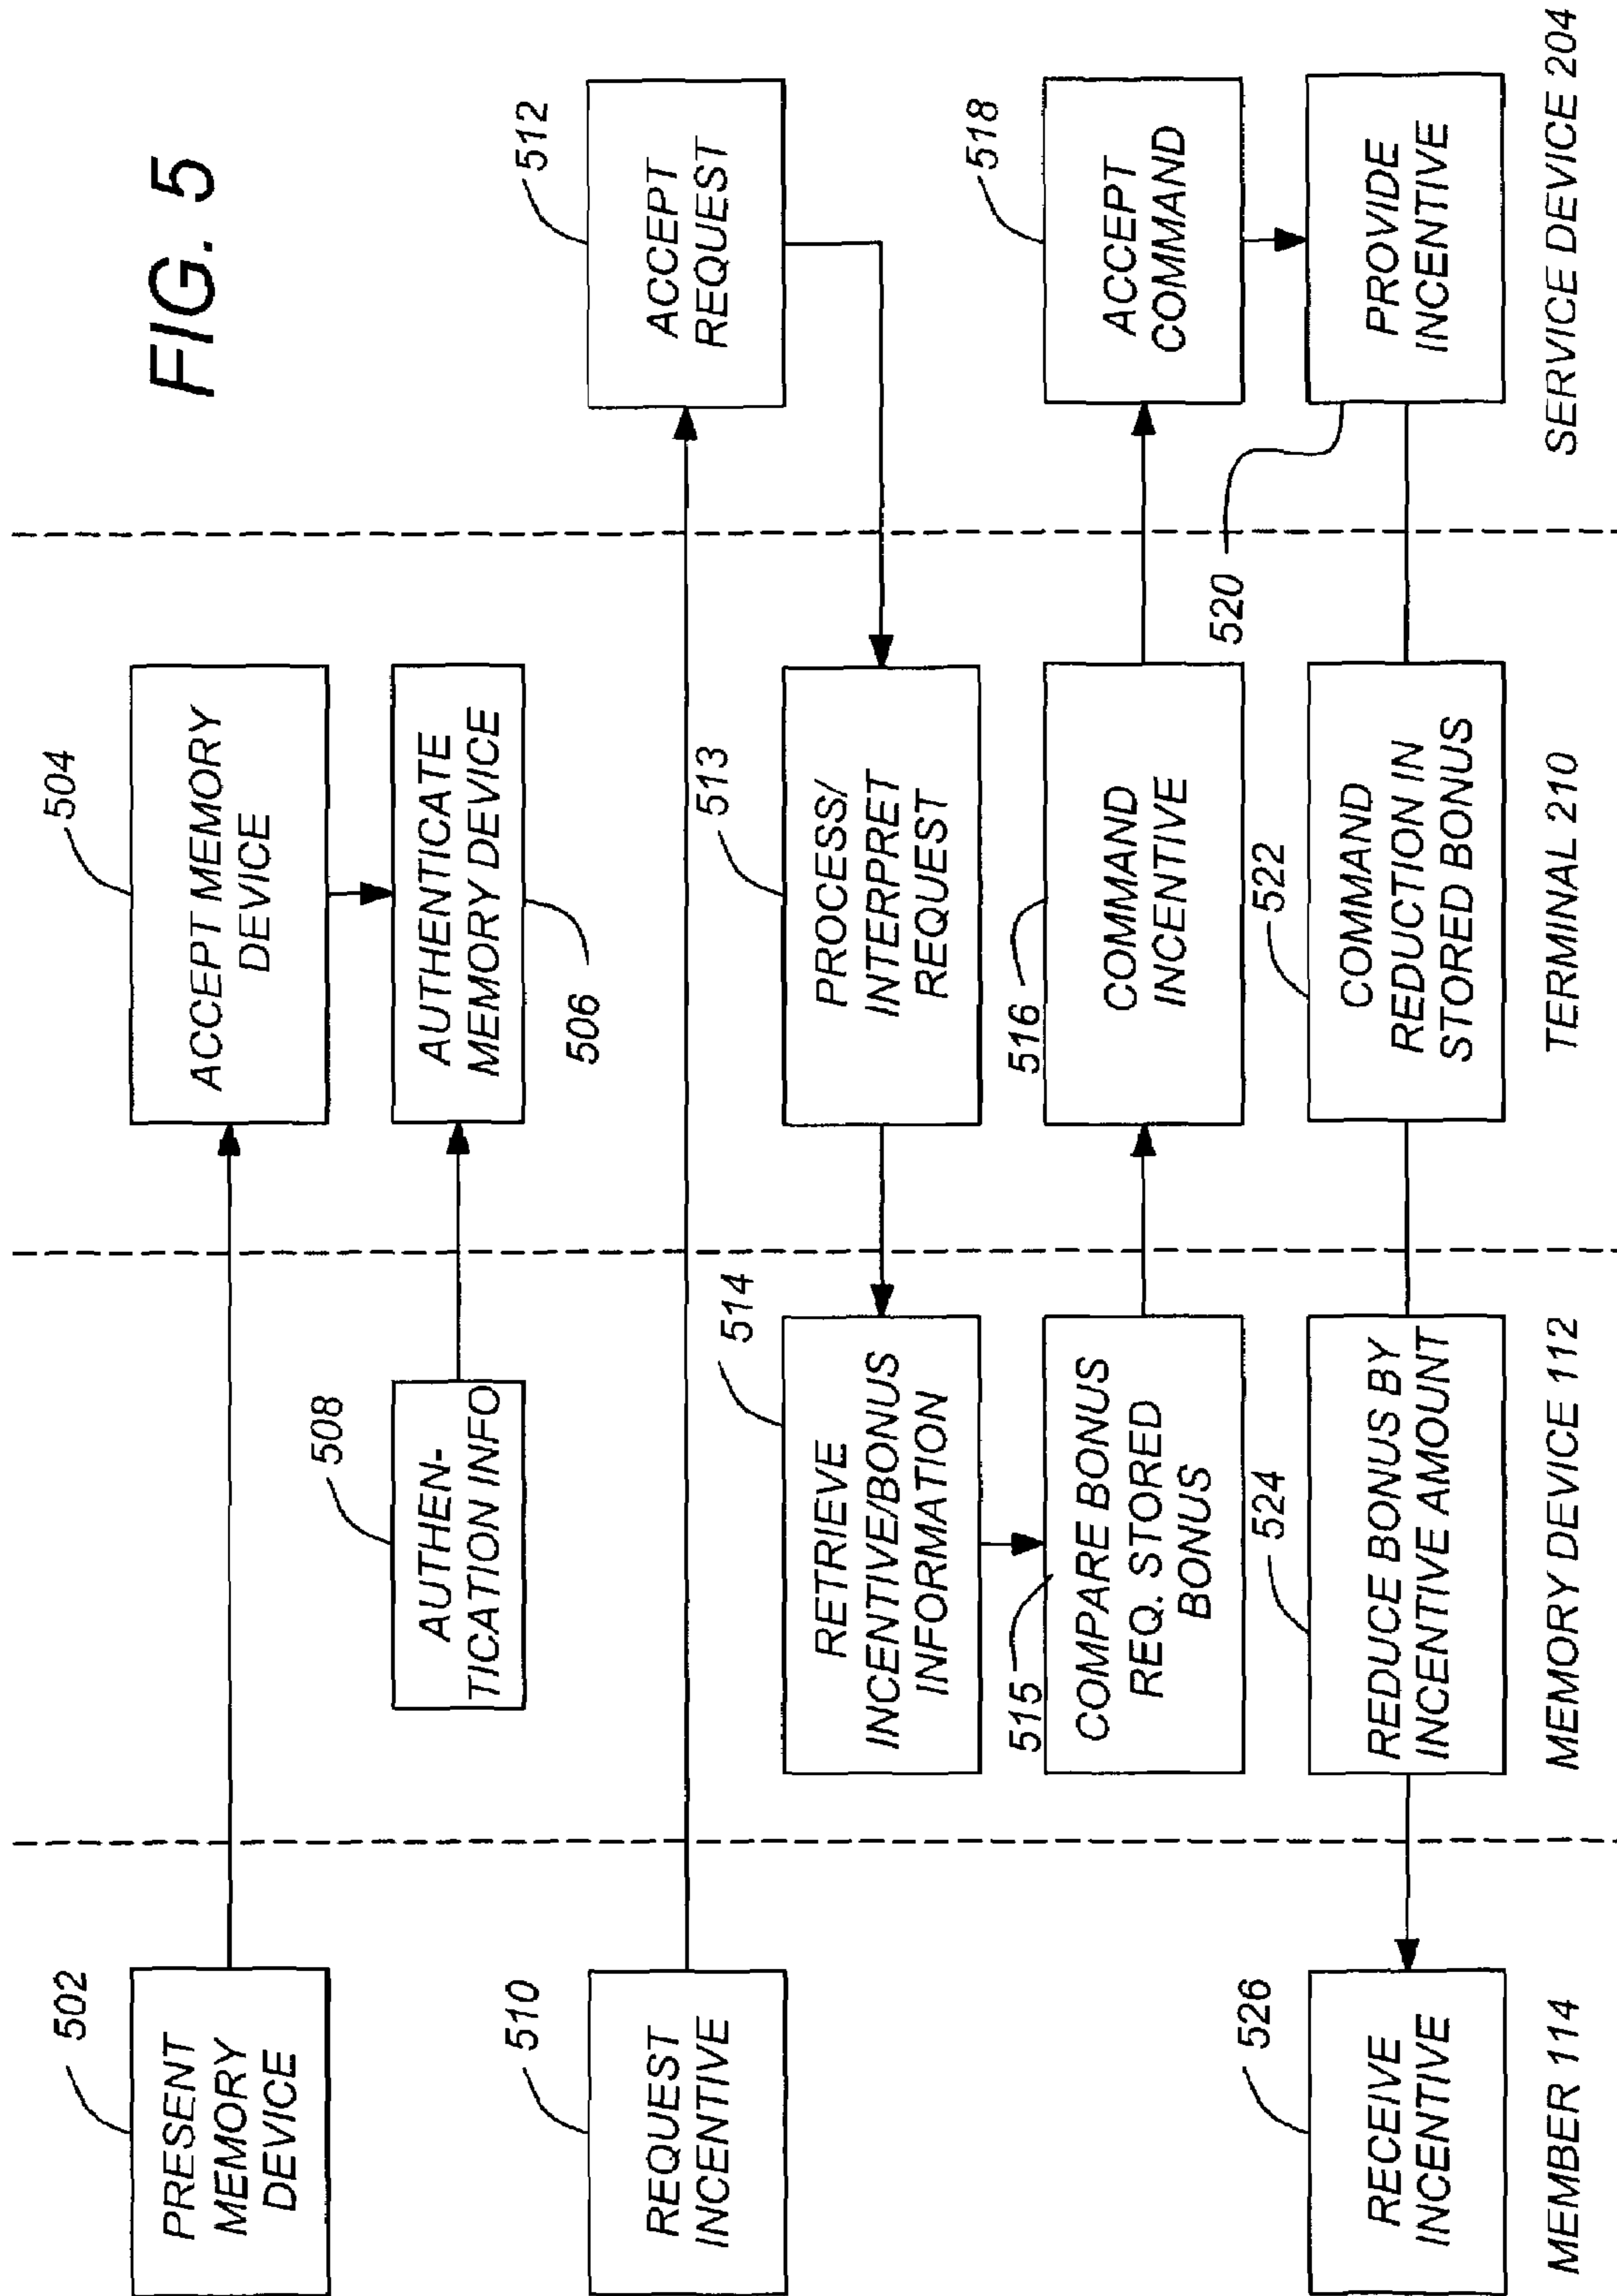 FIG. 5
502
PRESENT
MEMORY
DEVICE
504
ACCEPT MEMORY
DEVICE
508
AUTHEN-
TICATION INFO
AUTHENTICATE
MEMORY DEVICE
506
510
REQUEST
INCENTIVE
512
ACCEPT
REQUEST
513
PROCESS/
INTERPRET
REQUEST
514
RETRIEVE
INCENTIVE/BONUS
INFORMATION
515
COMPARE BONUS
REQ. STORED
BONUS
516
COMMAND
INCENTIVE
518
ACCEPT
COMMAND
520
PROVIDE
INCENTIVE
522
COMMAND
REDUCTION IN
STORED BONUS
524
REDUCE BONUS BY
INCENTIVE AMOUNT
526
RECEIVE
INCENTIVE
MEMBER 114
MEMORY DEVICE 112
TERMINAL 210
SERVICE DEVICE 204